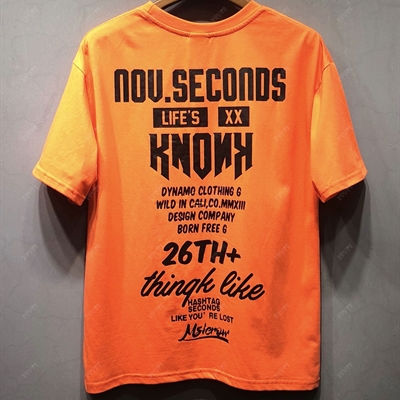 NOV.SECONDS
LIFE'S XX
KNONK
DYNAMO CLOTHING G
WILD IN CALI,CO.MMXIII
DESIGN COMPANY
BORN FREE G
26TH+
thingk like
HASHTAG
SECONDS
LIKE YOU' RE LOST